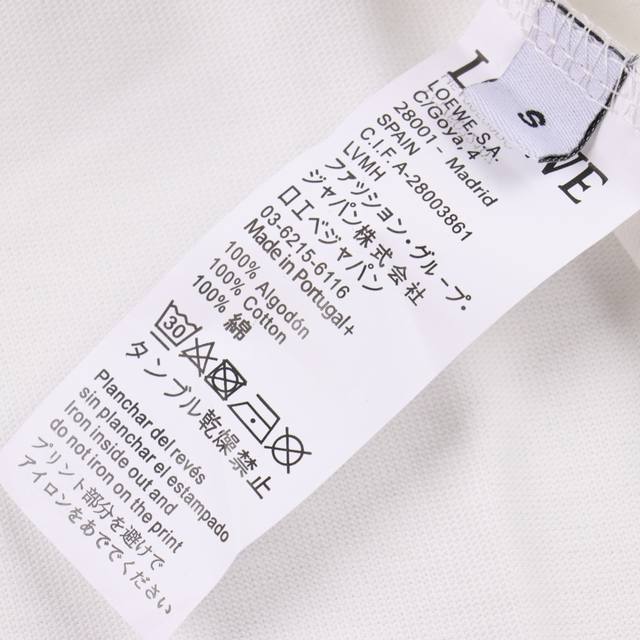 S
LOEWE, S.A.
C/Goya, 4
28001 - Madrid
SPAIN
C.I.F. A-28003861
LVMH
ファッション・グループ・
ジャパン株式会社
ロエベジャパン
03-6215-6116
Made in Portugal+
100% Algodón
100% Cotton
100% 綿
30
タンブル乾燥禁止
Planchar del revés
sin planchar el estampado
Iron inside out and
do not iron on the print
プリント部分を避けて
アイロンをあててください